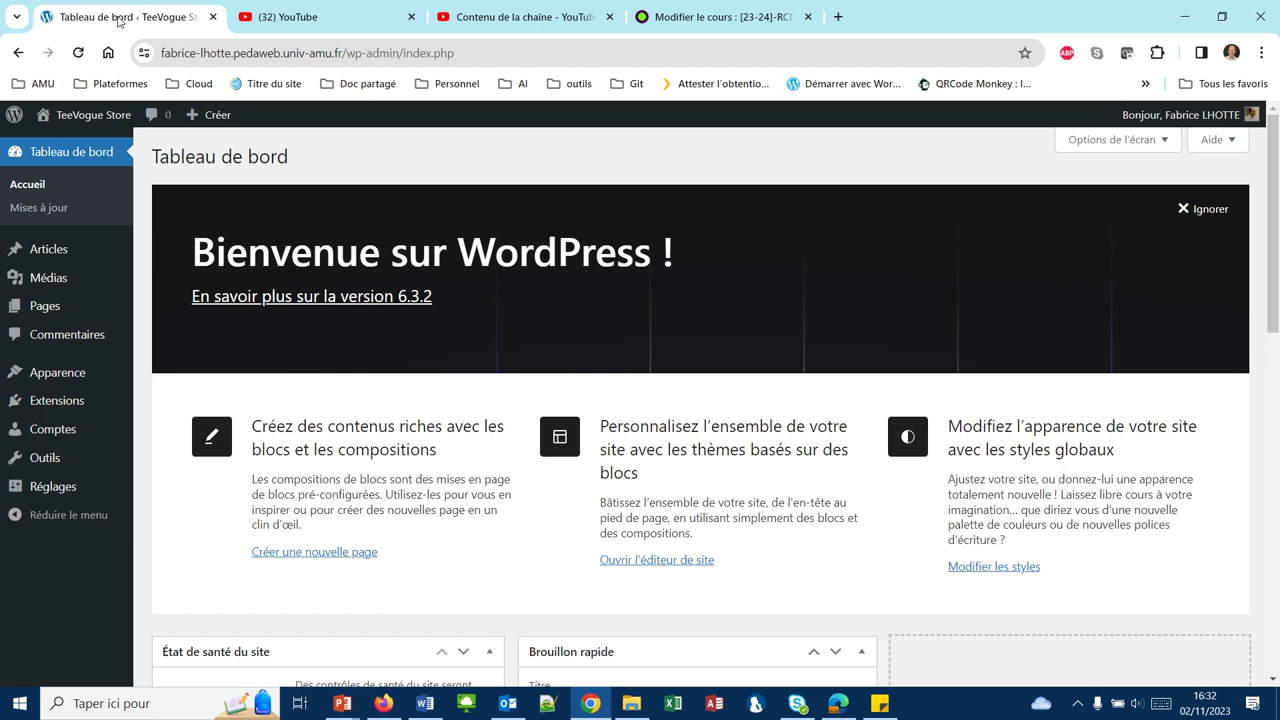 Tableau de bord ‹ TeeVogue St
(32) YouTube
Contenu de la chaîne - YouTub
Modifier le cours : [23-24]-RCN
fabrice-lhotte.pedaweb.univ-amu.fr/wp-admin/index.php
ABP
AMU
Plateformes
Cloud
Titre du site
Doc partagé
Personnel
AI
outils
Git
Attester l'obtentio...
Démarrer avec Wor...
QRCode Monkey : l...
»
Tous les favoris
TeeVogue Store
0
Créer
Bonjour, Fabrice LHOTTE
Options de l'écran
Aide
Tableau de bord
Accueil
Mises à jour
Articles
Médias
Pages
Commentaires
Apparence
Extensions
Comptes
Outils
Réglages
Réduire le menu
Tableau de bord
Ignorer
Bienvenue sur WordPress !
En savoir plus sur la version 6.3.2
Créez des contenus riches avec les
blocs et les compositions
Les compositions de blocs sont des mises en page
de blocs pré-configurées. Utilisez-les pour vous en
inspirer ou pour créer des nouvelles page en un
clin d'œil.
Créer une nouvelle page
Personnalisez l'ensemble de votre
site avec les thèmes basés sur des
blocs
Bâtissez l'ensemble de votre site, de l'en-tête au
pied de page, en utilisant simplement des blocs et
des compositions.
Ouvrir l'éditeur de site
Modifiez l'apparence de votre site
avec les styles globaux
Ajustez votre site, ou donnez-lui une apparence
totalement nouvelle ! Laissez libre cours à votre
imagination... que diriez vous d'une nouvelle
palette de couleurs ou de nouvelles polices
d'écriture ?
Modifier les styles
État de santé du site
Des contrôles de santé du site seront
Brouillon rapide
Titre
Taper ici pour
16:32
02/11/2023